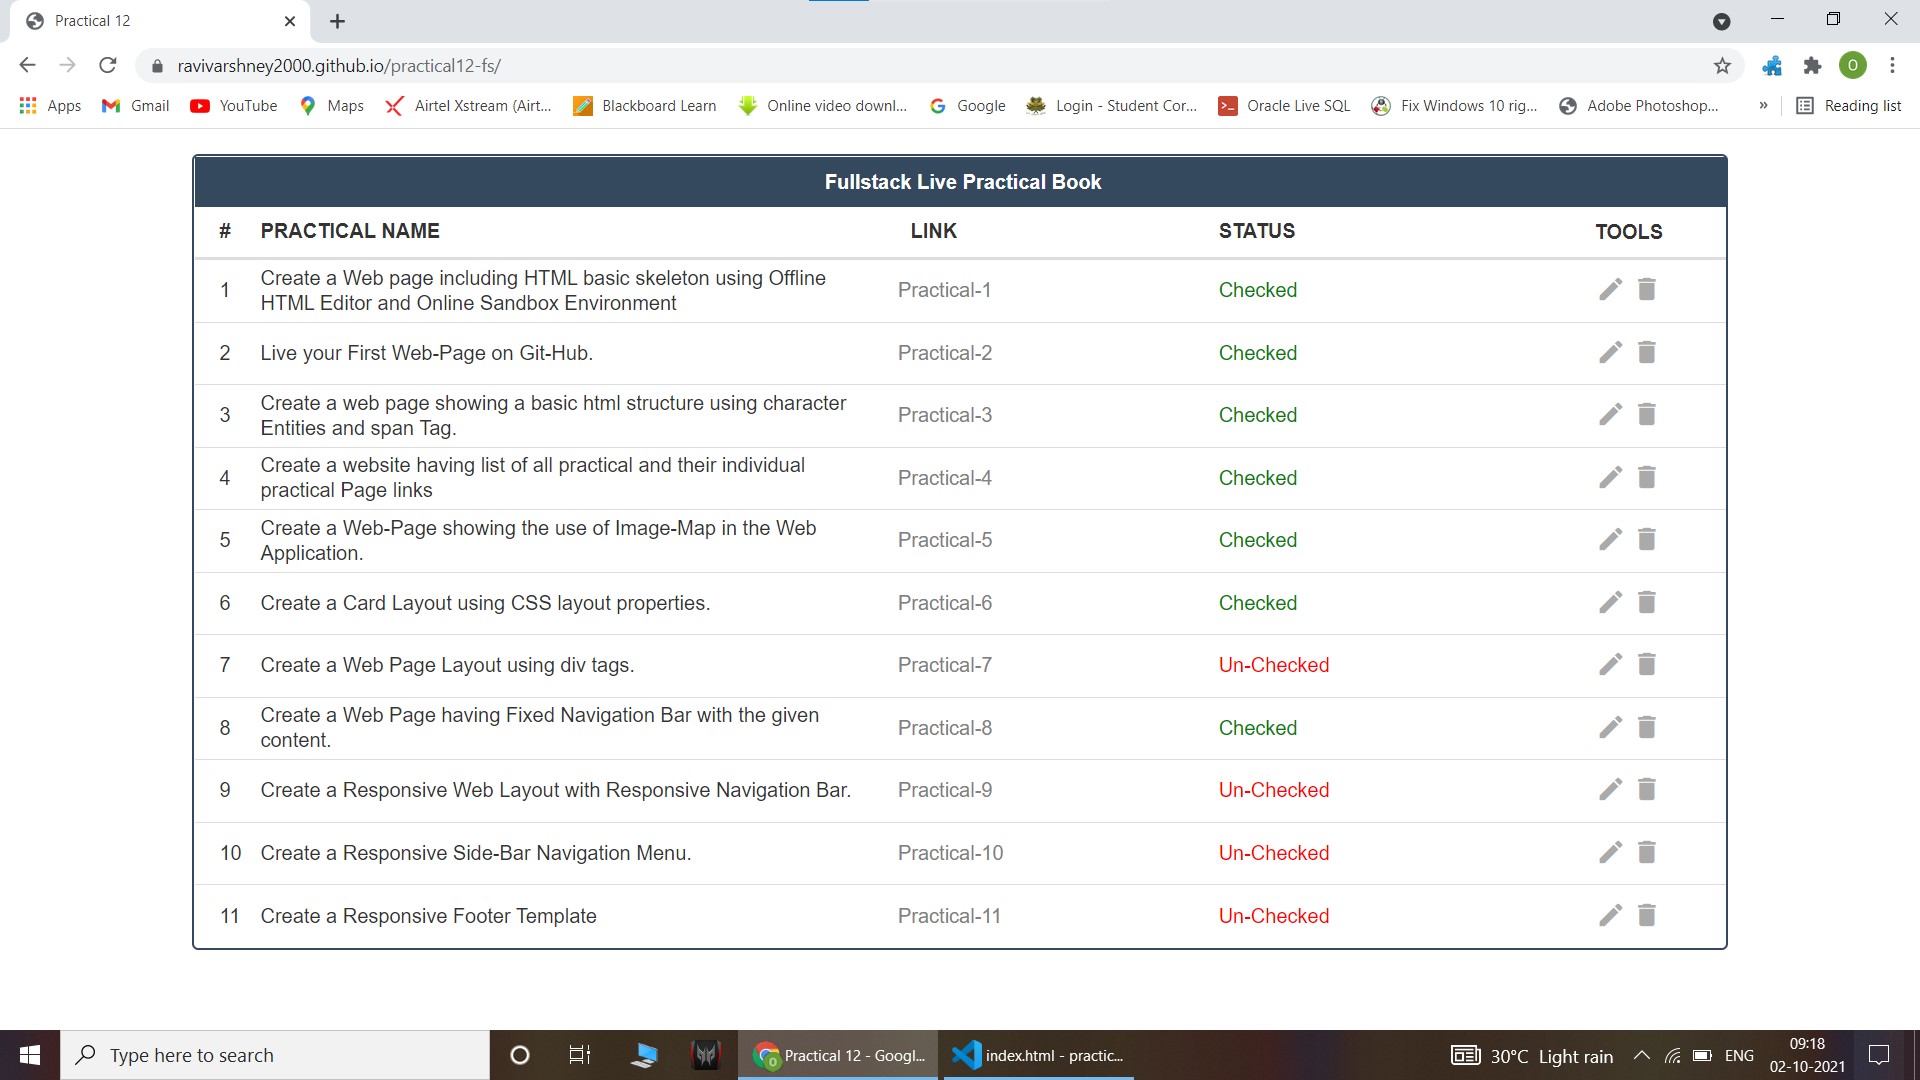 Practical 12
ravivarshney2000.github.io/practical12-fs/
O
Apps Gmail YouTube Maps Airtel Xstream (Airt... Blackboard Learn Online video downl... Google Login - Student Cor... Oracle Live SQL Fix Windows 10 rig... Adobe Photoshop... » Reading list
Fullstack Live Practical Book
# PRACTICAL NAME LINK STATUS TOOLS
1 Create a Web page including HTML basic skeleton using Offline
HTML Editor and Online Sandbox Environment Practical-1 Checked
2 Live your First Web-Page on Git-Hub. Practical-2 Checked
3 Create a web page showing a basic html structure using character
Entities and span Tag. Practical-3 Checked
4 Create a website having list of all practical and their individual
practical Page links Practical-4 Checked
5 Create a Web-Page showing the use of Image-Map in the Web
Application. Practical-5 Checked
6 Create a Card Layout using CSS layout properties. Practical-6 Checked
7 Create a Web Page Layout using div tags. Practical-7 Un-Checked
8 Create a Web Page having Fixed Navigation Bar with the given
content. Practical-8 Checked
9 Create a Responsive Web Layout with Responsive Navigation Bar. Practical-9 Un-Checked
10 Create a Responsive Side-Bar Navigation Menu. Practical-10 Un-Checked
11 Create a Responsive Footer Template Practical-11 Un-Checked
Type here to search Practical 12 - Googl... index.html - practic... 30°C Light rain ENG 09:18
02-10-2021